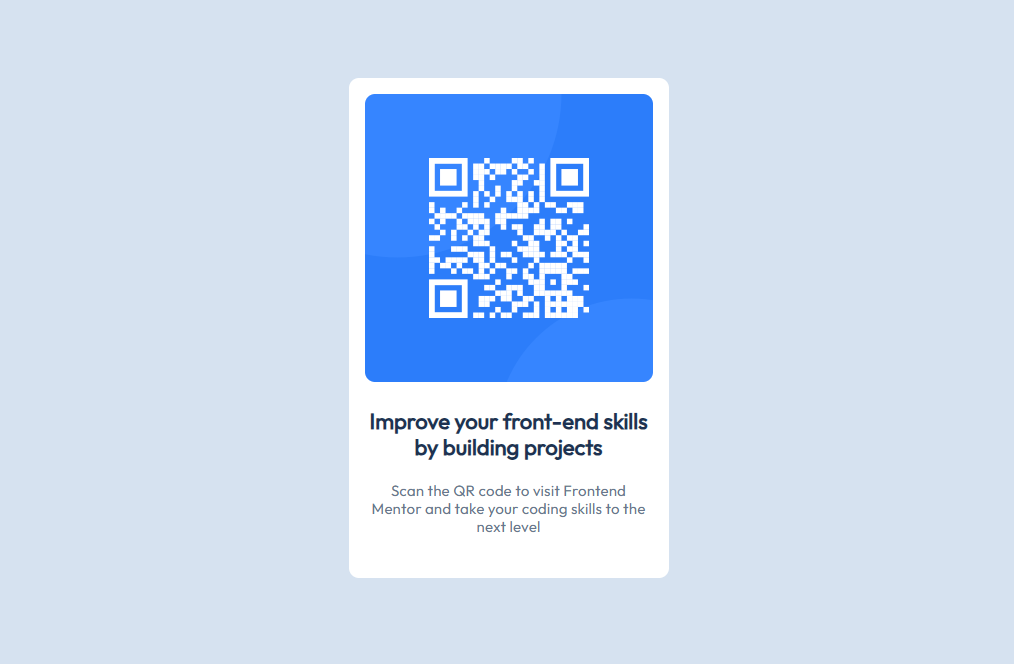 Improve your front-end skills
by building projects
Scan the QR code to visit Frontend
Mentor and take your coding skills to the
next level